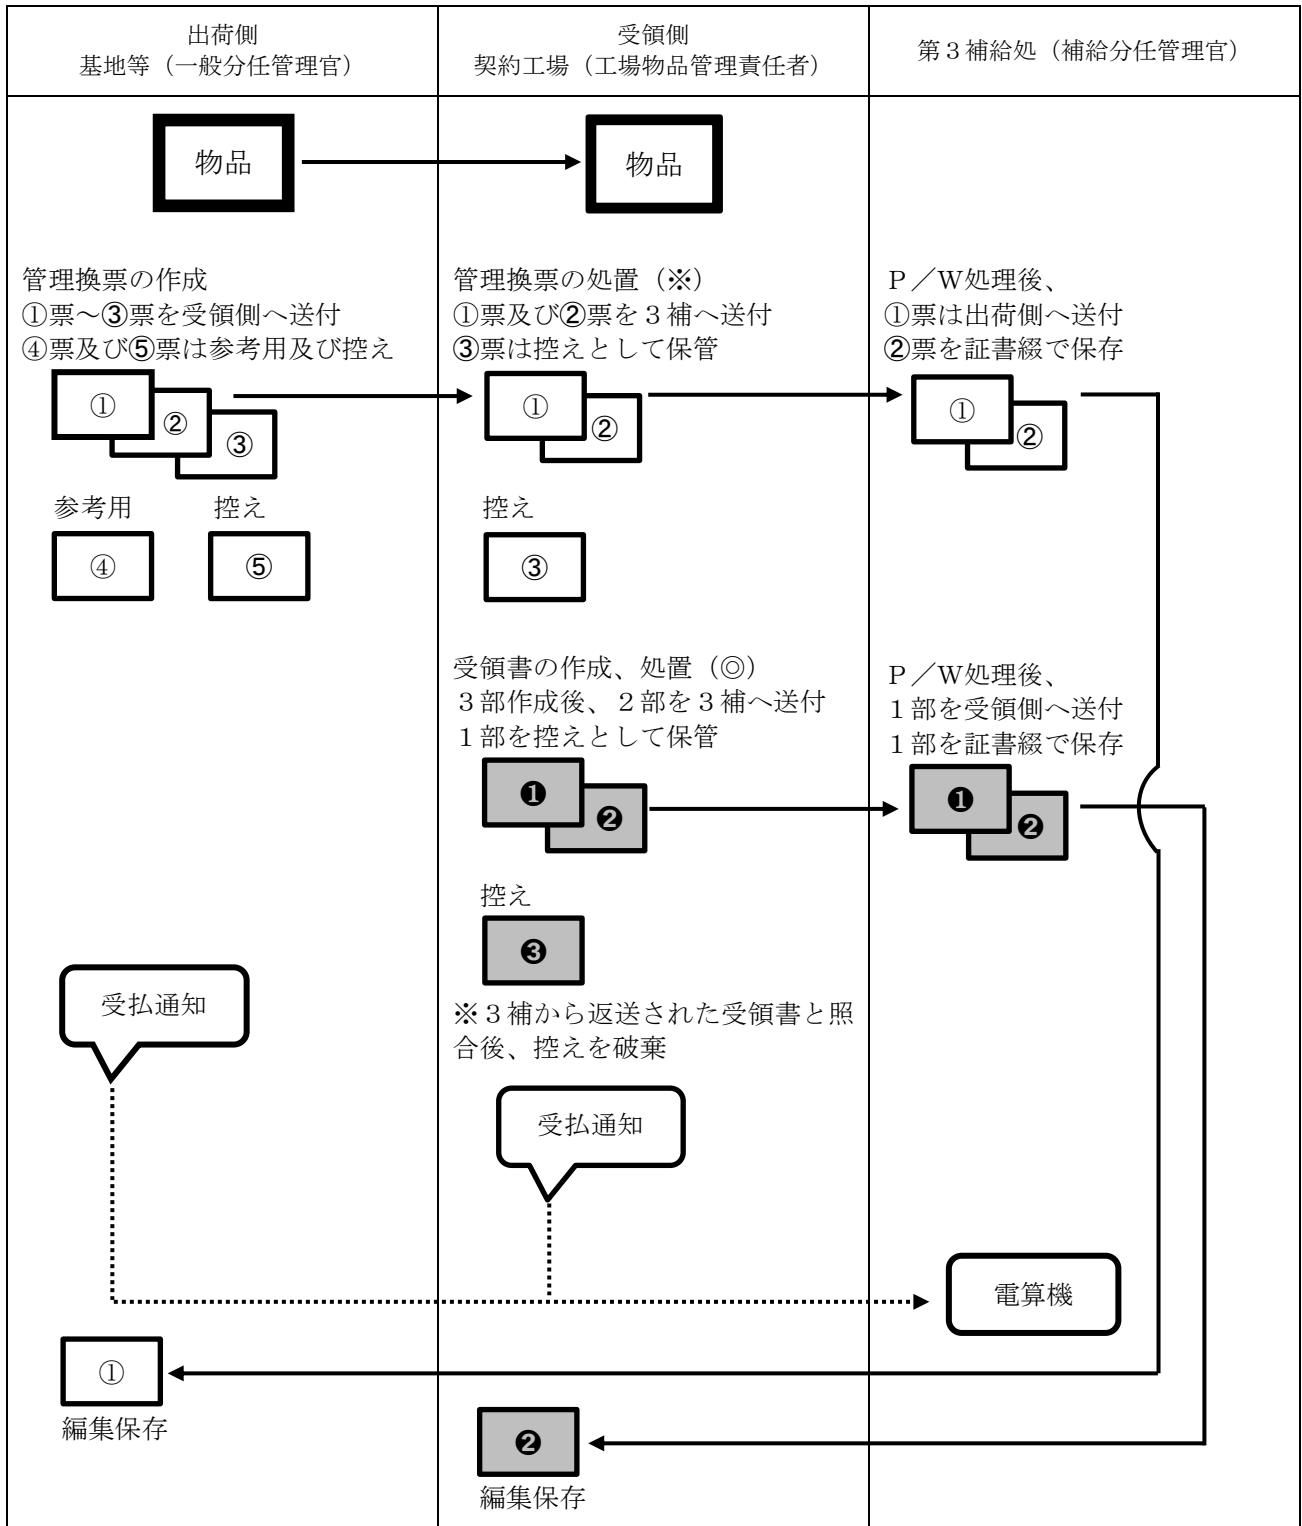 出荷側
基地等（一般分任管理官）
受領側
契約工場（工場物品管理責任者）
第３補給処（補給分任管理官）
物品
物品
管理換票の作成
①票～③票を受領側へ送付
④票及び⑤票は参考用及び控え
管理換票の処置（※）
①票及び②票を３補へ送付
③票は控えとして保管
Ｐ／Ｗ処理後、
①票は出荷側へ送付
②票を証書綴で保存
①
②
③
①
②
①
②
参考用
控え
④
⑤
控え
③
受領書の作成、処置（◎）
３部作成後、２部を３補へ送付
１部を控えとして保管
Ｐ／Ｗ処理後、
１部を受領側へ送付
１部を証書綴で保存
❶
❷
❶
❷
控え
❸
※３補から返送された受領書と照
合後、控えを破棄
受払通知
受払通知
電算機
①
編集保存
❷
編集保存